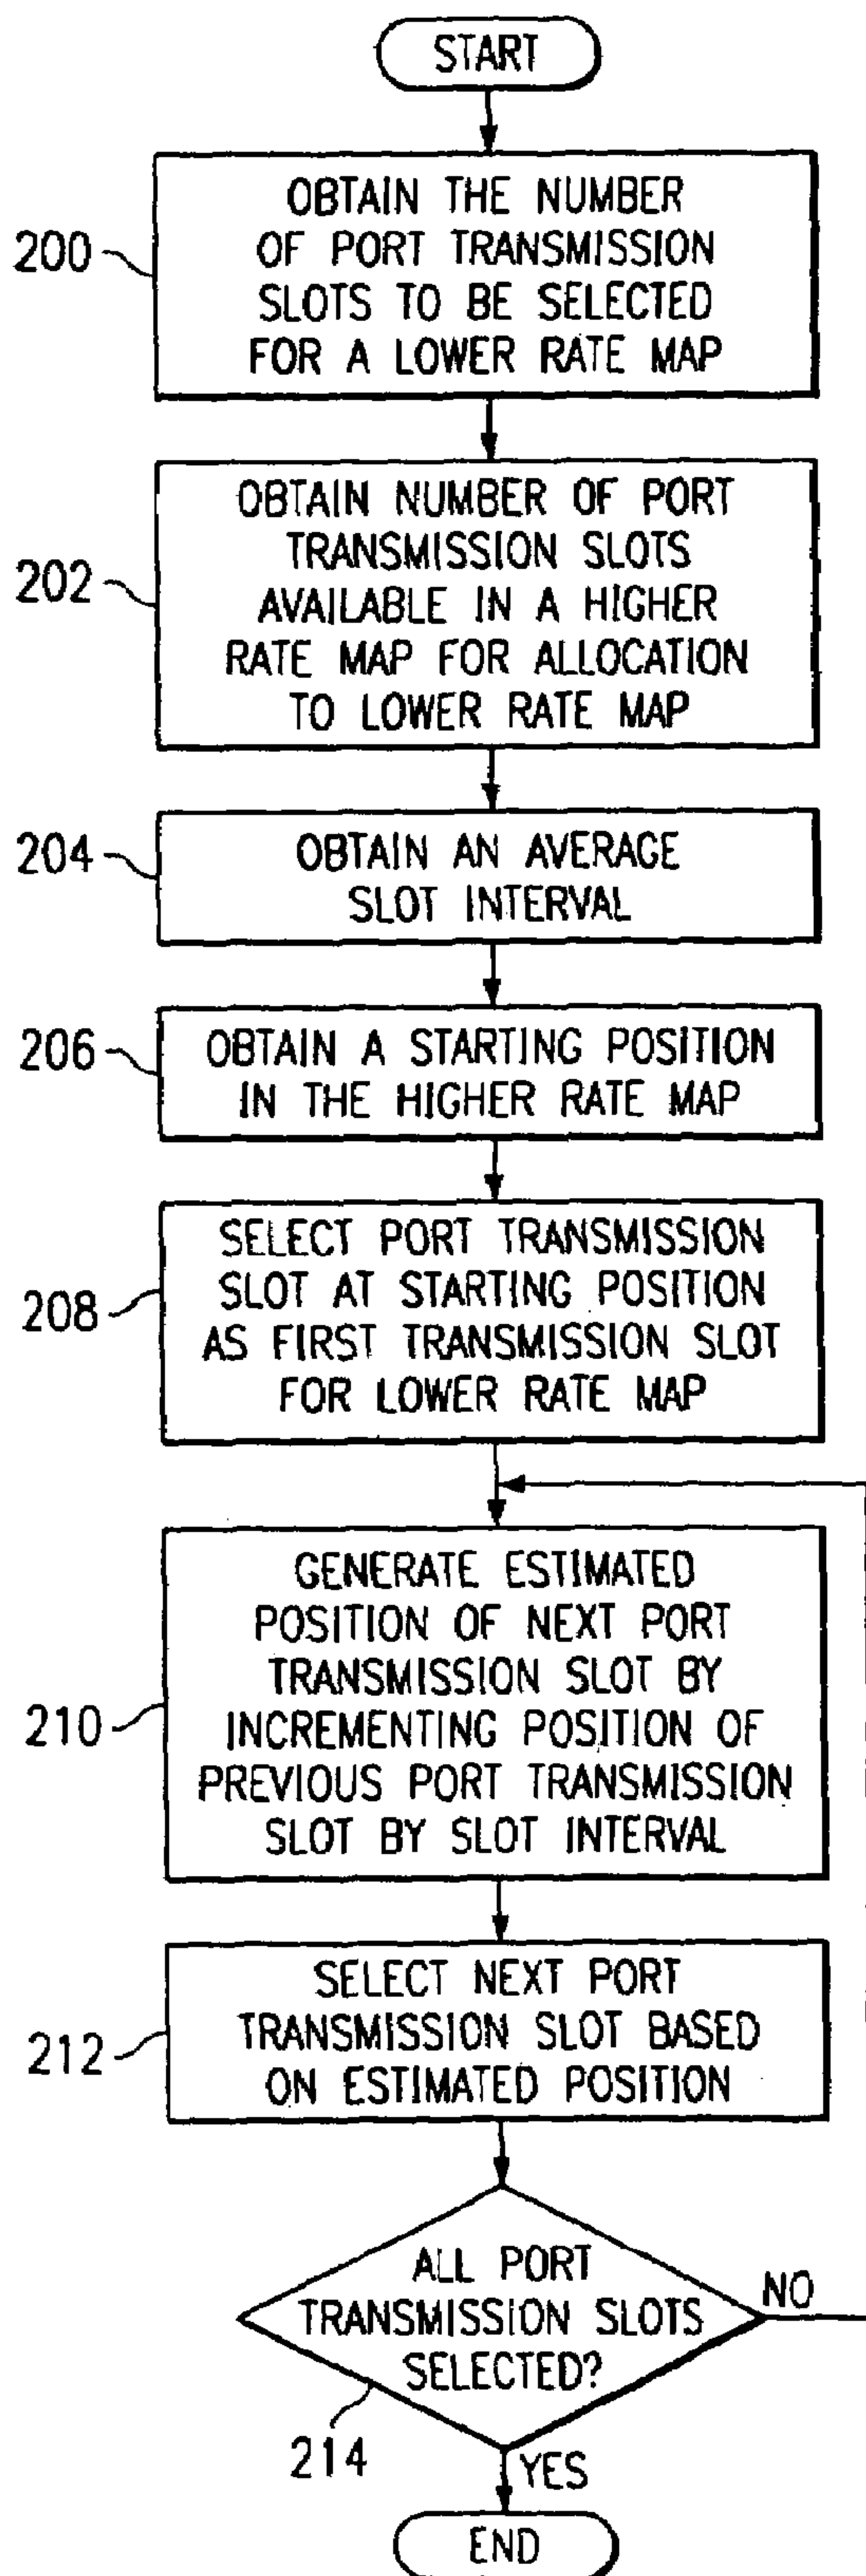 START
200
OBTAIN THE NUMBER
OF PORT TRANSMISSION
SLOTS TO BE SELECTED
FOR A LOWER RATE MAP
202
OBTAIN NUMBER OF PORT
TRANSMISSION SLOTS
AVAILABLE IN A HIGHER
RATE MAP FOR ALLOCATION
TO LOWER RATE MAP
204
OBTAIN AN AVERAGE
SLOT INTERVAL
206
OBTAIN A STARTING POSITION
IN THE HIGHER RATE MAP
208
SELECT PORT TRANSMISSION
SLOT AT STARTING POSITION
AS FIRST TRANSMISSION SLOT
FOR LOWER RATE MAP
210
GENERATE ESTIMATED
POSITION OF NEXT PORT
TRANSMISSION SLOT BY
INCREMENTING POSITION OF
PREVIOUS PORT TRANSMISSION
SLOT BY SLOT INTERVAL
212
SELECT NEXT PORT
TRANSMISSION SLOT BASED
ON ESTIMATED POSITION
ALL PORT
TRANSMISSION SLOTS
SELECTED?
NO
214
YES
END